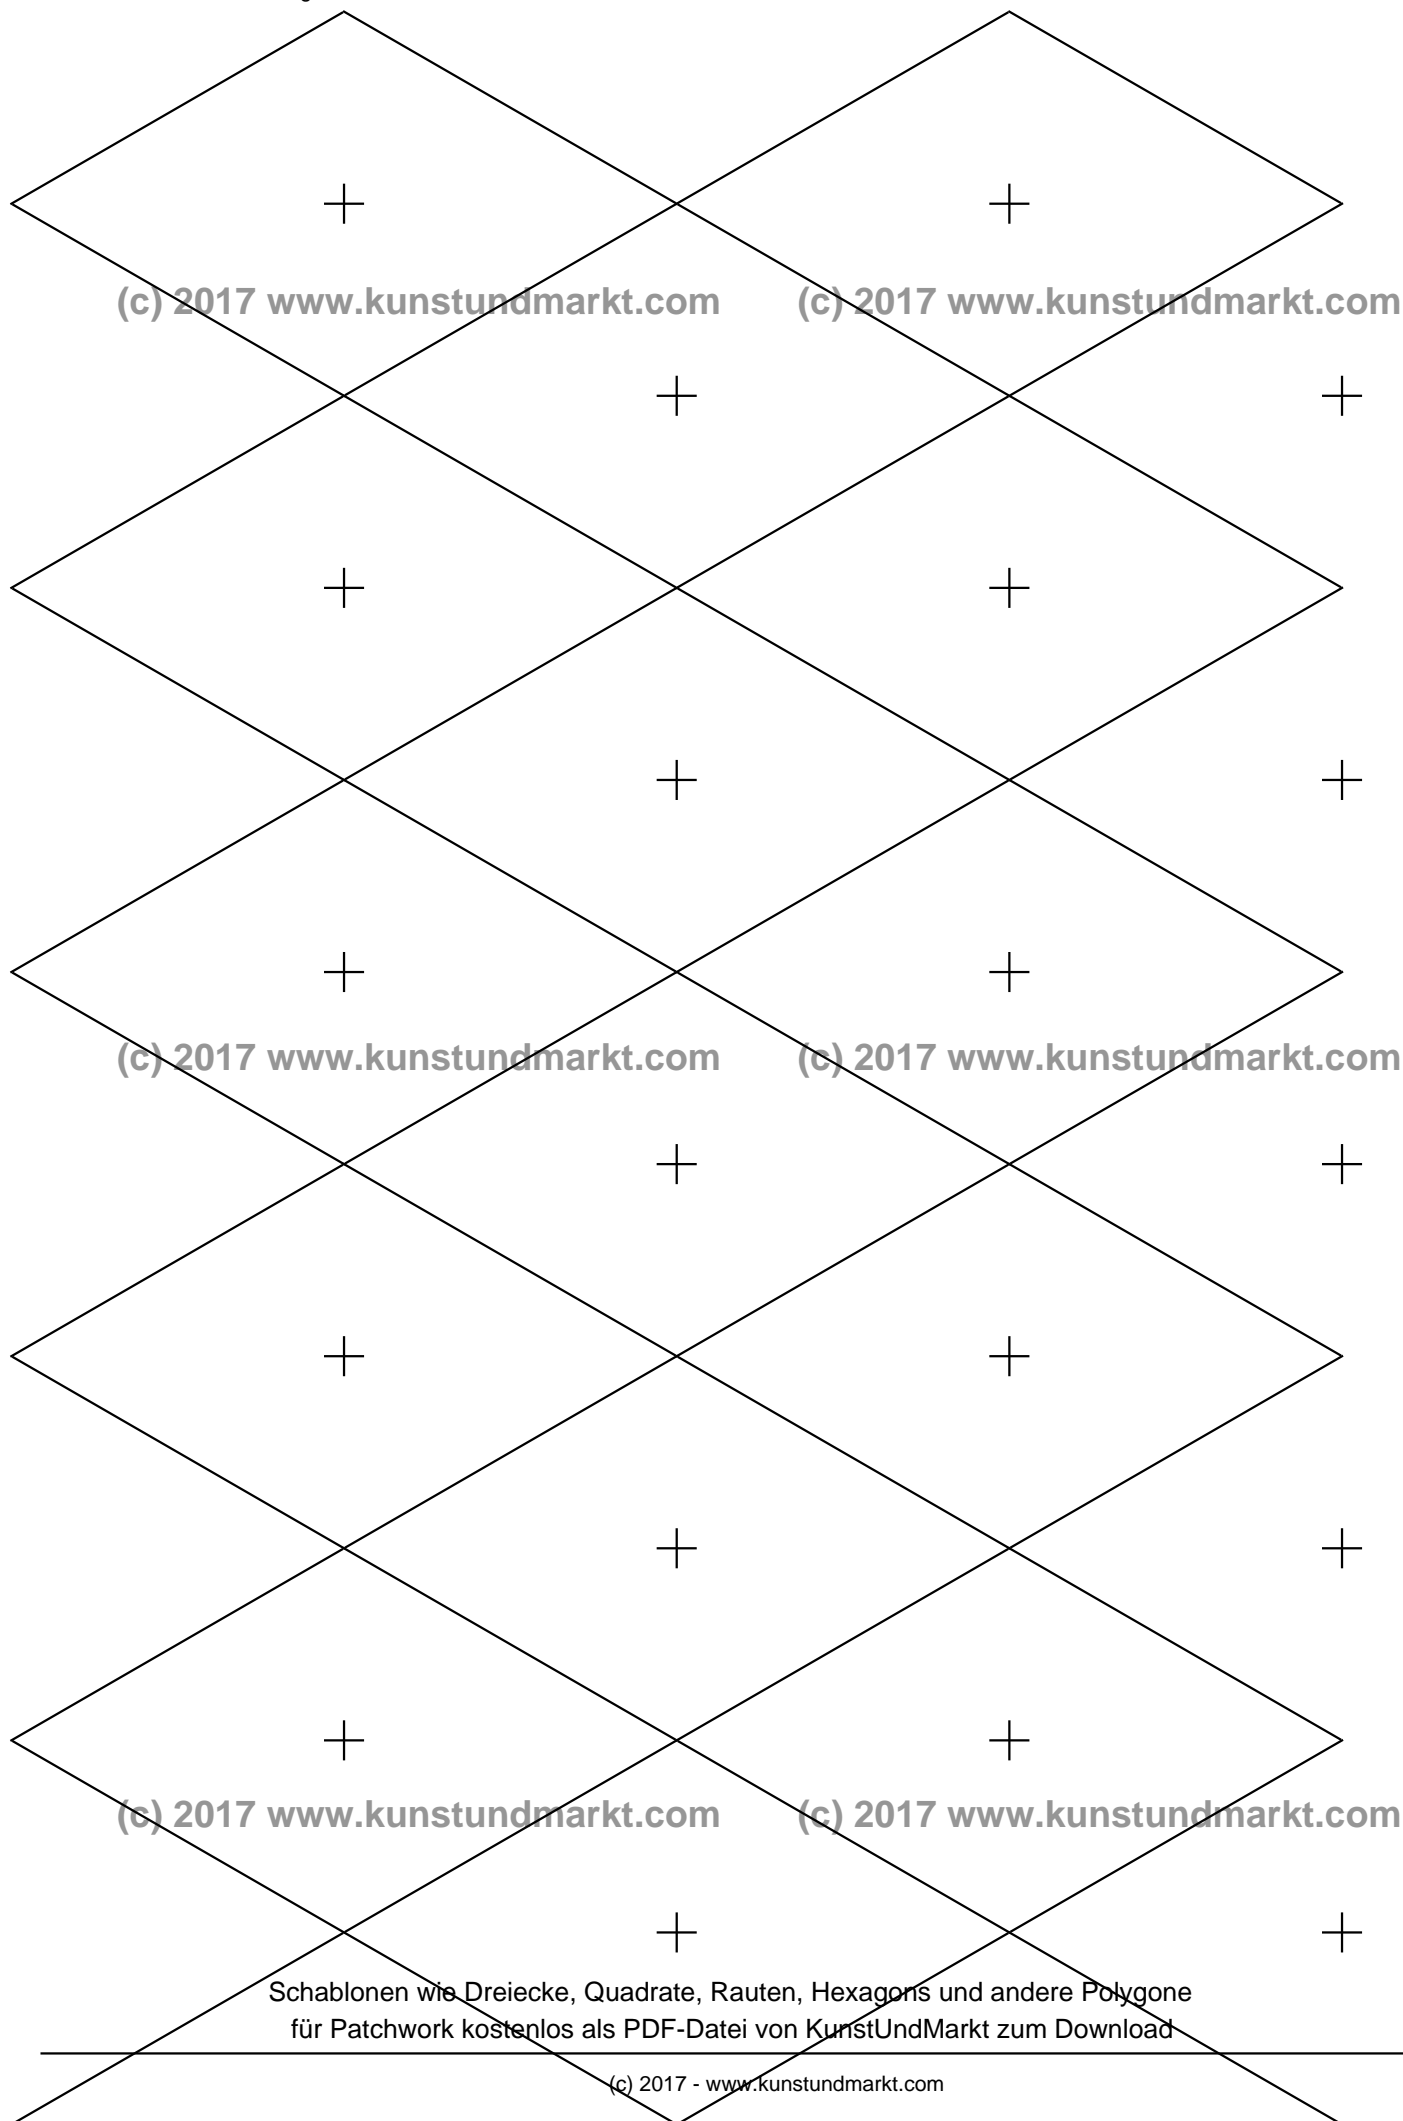 (c) 2017 www.kunstundmarkt.com (c) 2017 www.kunstundmarkt.com
(c) 2017 www.kunstundmarkt.com (c) 2017 www.kunstundmarkt.com
(c) 2017 www.kunstundmarkt.com (c) 2017 www.kunstundmarkt.com
Schablonen wie Dreiecke, Quadrate, Rauten, Hexagons und andere Polygone
für Patchwork kostenlos als PDF-Datei von KunstUndMarkt zum Download
(c) 2017 - www.kunstundmarkt.com